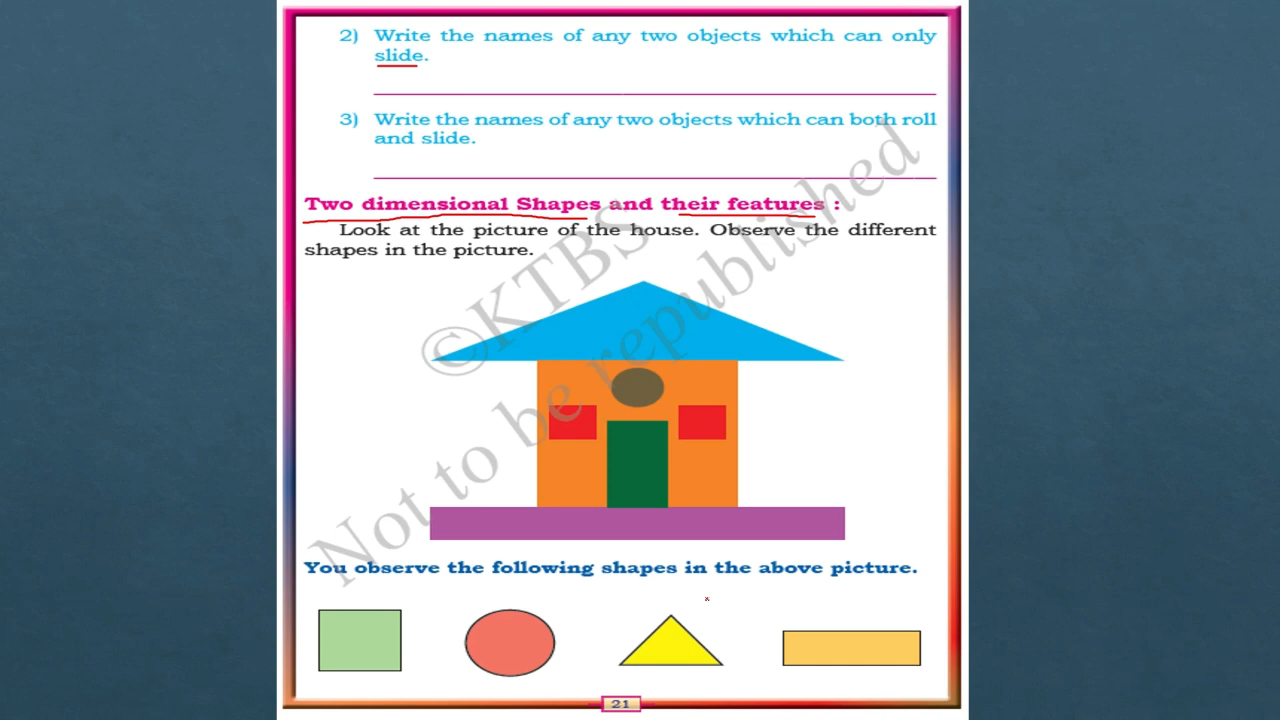 2) Write the names of any two objects which can only
slide.
3) Write the names of any two objects which can both roll
and slide.
Two dimensional Shapes and their features :
Look at the picture of the house. Observe the different
shapes in the picture.
©KTBS
Not to be republished
You observe the following shapes in the above picture.
21